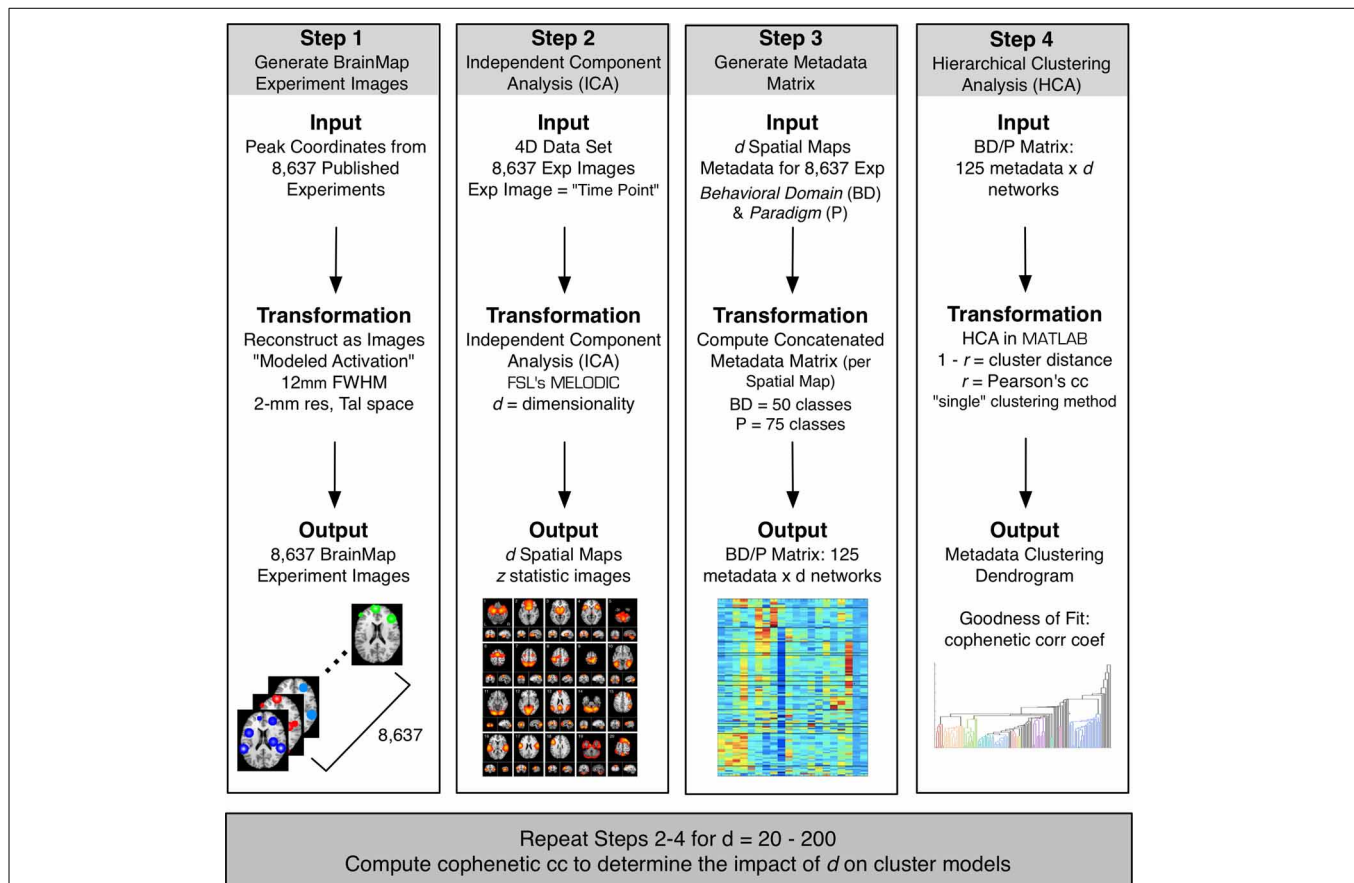 Step 1
Generate BrainMap
Experiment Images
Input
Peak Coordinates from
8,637 Published
Experiments
Transformation
Reconstruct as Images
"Modeled Activation"
12mm FWHM
2-mm res, Tal space
Output
8,637 BrainMap
Experiment Images
8,637
Step 2
Independent Component
Analysis (ICA)
Input
4D Data Set
8,637 Exp Images
Exp Image = "Time Point"
Transformation
Independent Component
Analysis (ICA)
FSL's MELODIC
d = dimensionality
Output
d Spatial Maps
z statistic images
Step 3
Generate Metadata
Matrix
Input
d Spatial Maps
Metadata for 8,637 Exp
Behavioral Domain (BD)
& Paradigm (P)
Transformation
Compute Concatenated
Metadata Matrix (per
Spatial Map)
BD = 50 classes
P = 75 classes
Output
BD/P Matrix: 125
metadata x d networks
Step 4
Hierarchical Clustering
Analysis (HCA)
Input
BD/P Matrix:
125 metadata x d
networks
Transformation
HCA in MATLAB
1 - r = cluster distance
r = Pearson's cc
"single" clustering method
Output
Metadata Clustering
Dendrogram
Goodness of Fit:
cophenetic corr coef
Repeat Steps 2-4 for d = 20 - 200
Compute cophenetic cc to determine the impact of d on cluster models